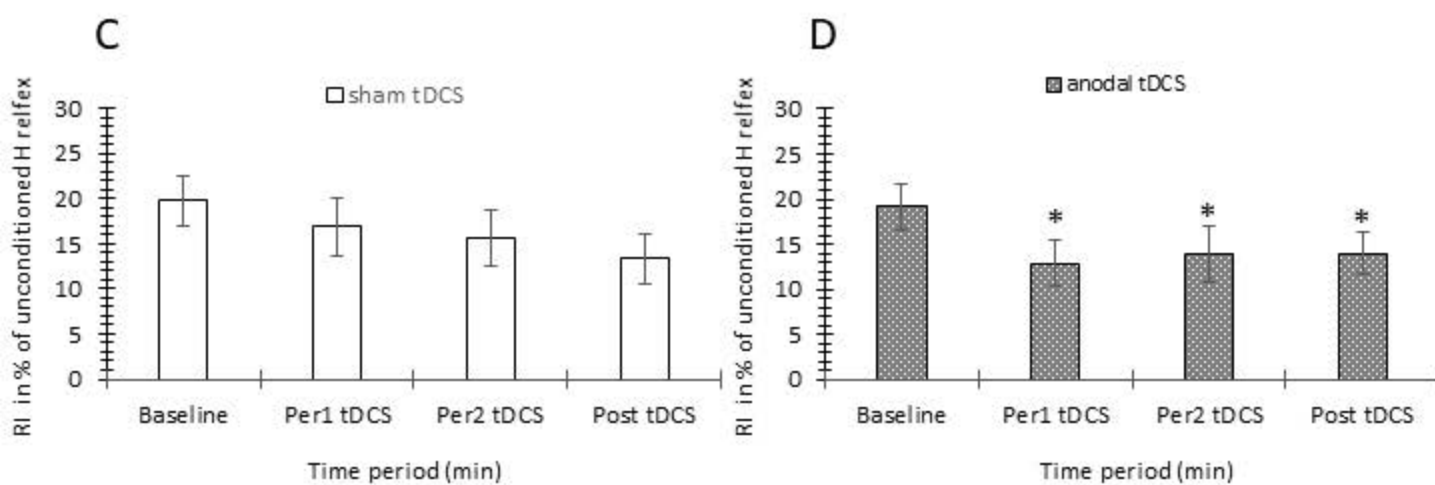 C
sham tDCS
RI in % of unconditioned H relfex
30
25
20
15
10
5
0
Baseline Per1 tDCS Per2 tDCS Post tDCS
Time period (min)
D
anodal tDCS
RI in % of unconditioned H relfex
30
25
20
15
10
5
0
* * *
Baseline Per1 tDCS Per2 tDCS Post tDCS
Time period (min)